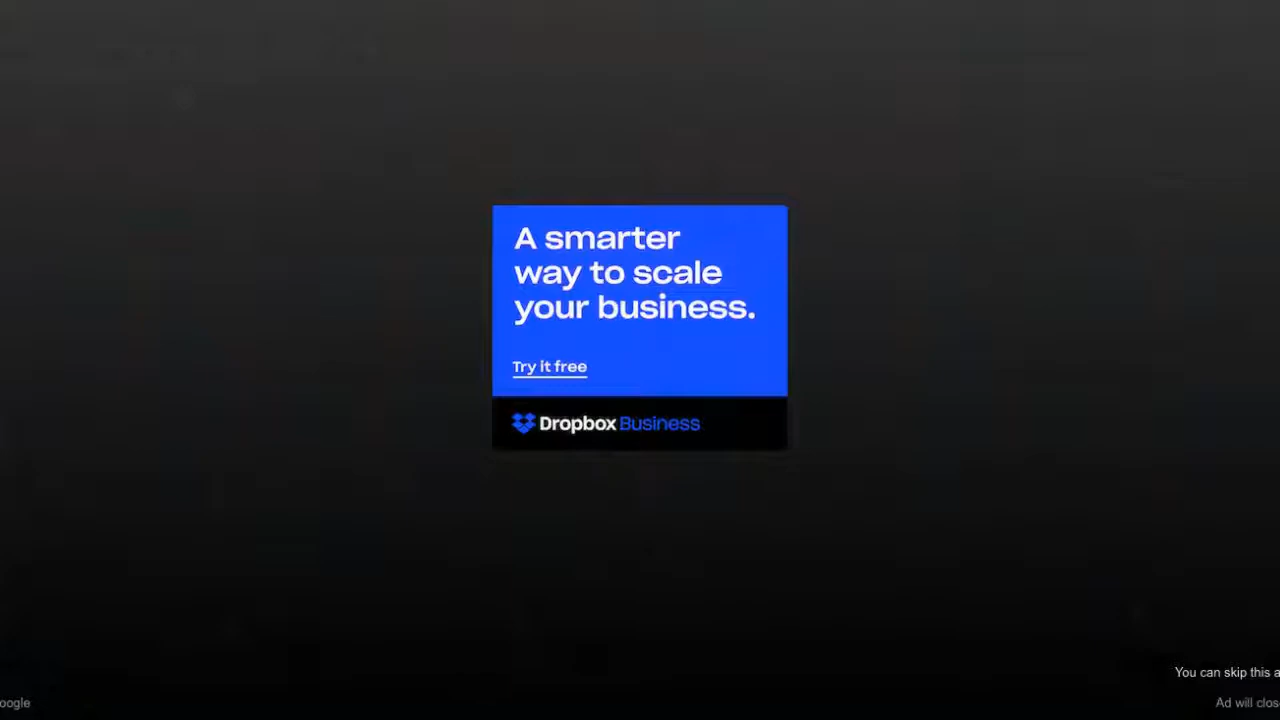 A smarter
way to scale
your business.
Try it free
Dropbox Business
You can skip this a
oogle
Ad will clos